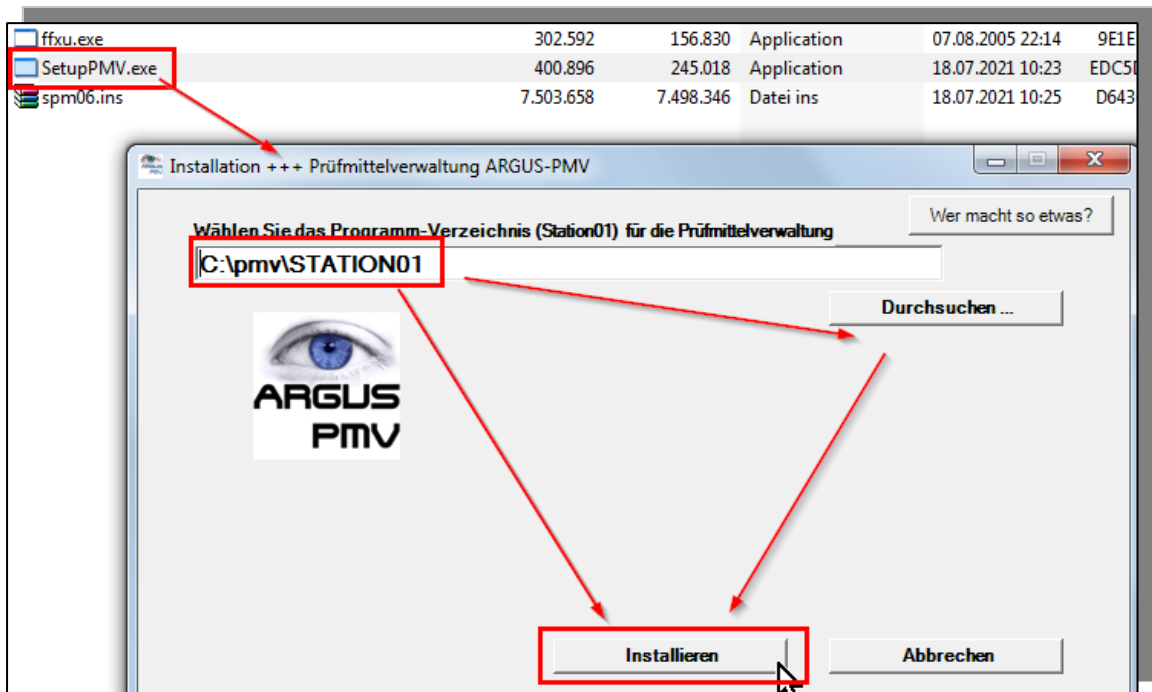 ffxu.exe 302.592 156.830 Application 07.08.2005 22:14 9E1E
SetupPMV.exe 400.896 245.018 Application 18.07.2021 10:23 EDC5
spm06.ins 7.503.658 7.498.346 Datei ins 18.07.2021 10:25 D643
Installation +++ Prüfmittelverwaltung ARGUS-PMV
Wer macht so etwas?
Wählen Sie das Programm-Verzeichnis (Station01) für die Prüfmittelverwaltung
C:\pmv\STATION01
Durchsuchen ...
ARGUS
PMV
Installieren Abbrechen